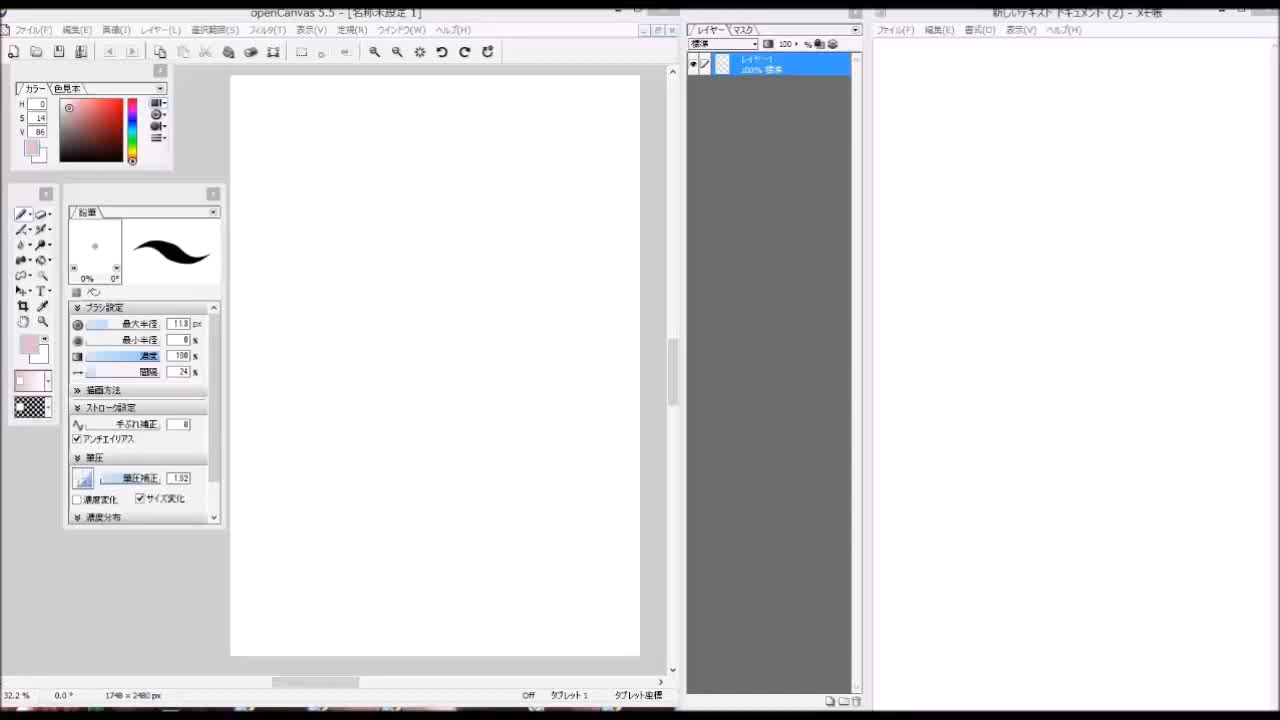 openCanvas 5.5 - [名称未設定 1]
ファイル(F) 編集(E) 画像(I) レイヤー(L) 選択範囲(S) フィルタ(T) 表示(V) 定規(R) ウインドウ(W) ヘルプ(H)
カラー 色見本
H 0
S 14
V 86
鉛筆
0% 0°
ペン
ブラシ設定
最大半径 11.8 px
最小半径 0 %
濃度 100 %
間隔 24 %
描画方法
ストローク設定
手ぶれ補正 0
アンチエイリアス
筆圧
筆圧補正 1.52
濃度変化 サイズ変化
濃度分布
32.2 % 0.0 ° 1748 × 2480 px Off タブレット 1 タブレット座標
レイヤー マスク
標準 100 %
レイヤー1
100% 標準
新しいテキスト ドキュメント (2) - メモ帳
ファイル(F) 編集(E) 書式(O) 表示(V) ヘルプ(H)